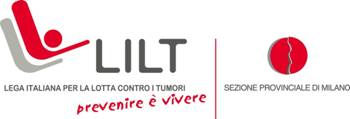 LILT
LEGA ITALIANA PER LA LOTTA CONTRO I TUMORI
prevenire è vivere
SEZIONE PROVINCIALE DI MILANO